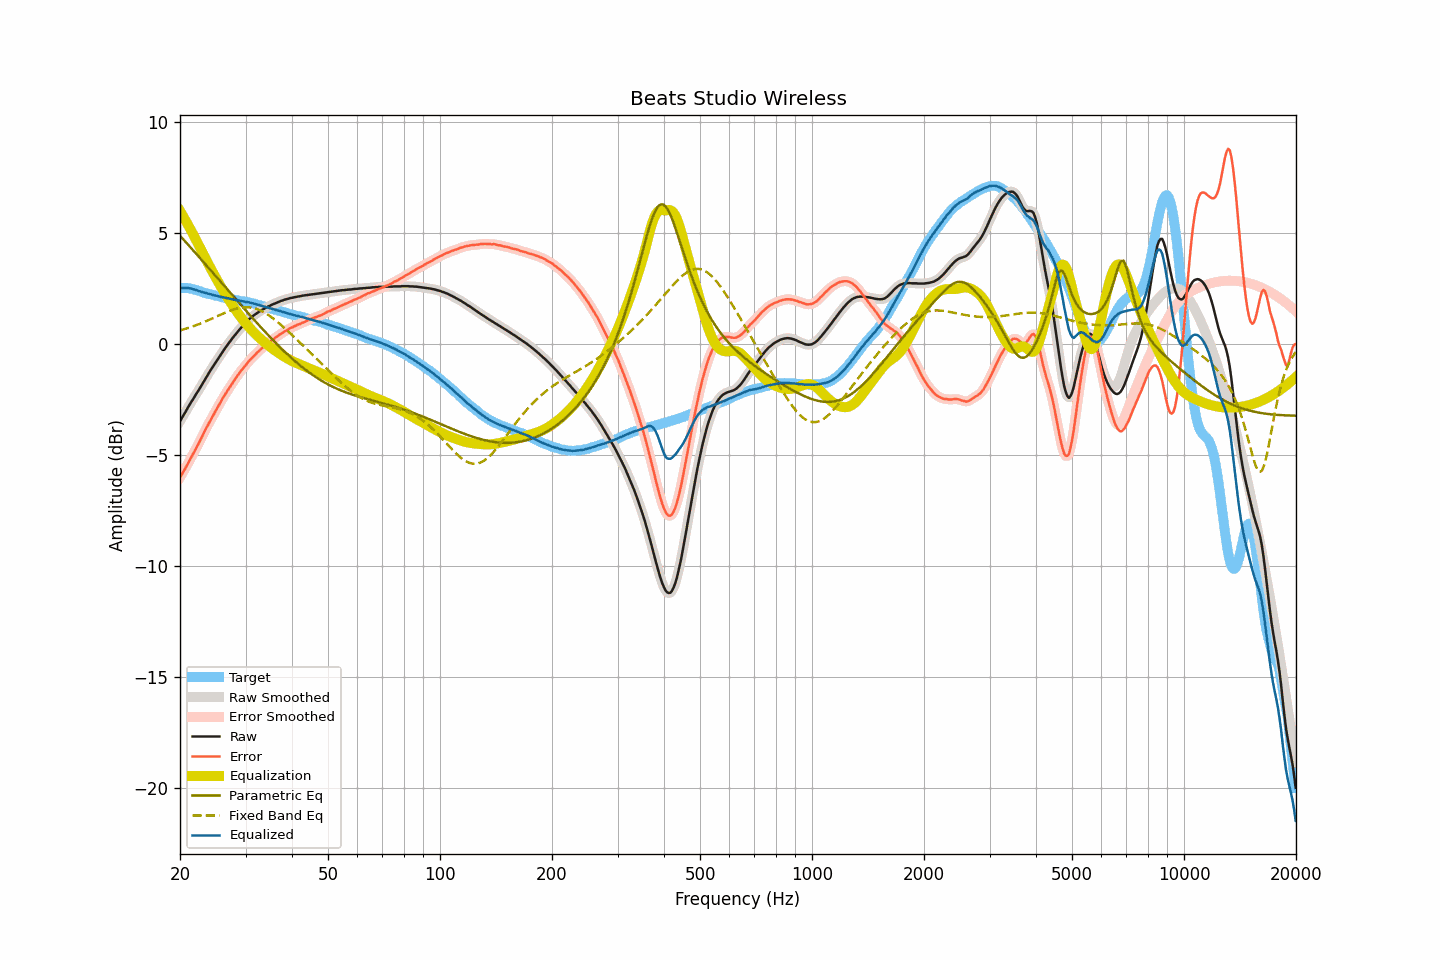 Beats Studio Wireless
10
5
0
−5
−10
−15
−20
Amplitude (dBr)
Target
Raw Smoothed
Error Smoothed
Raw
Error
Equalization
Parametric Eq
Fixed Band Eq
Equalized
20 50 100 200 500 1000 2000 5000 10000 20000
Frequency (Hz)